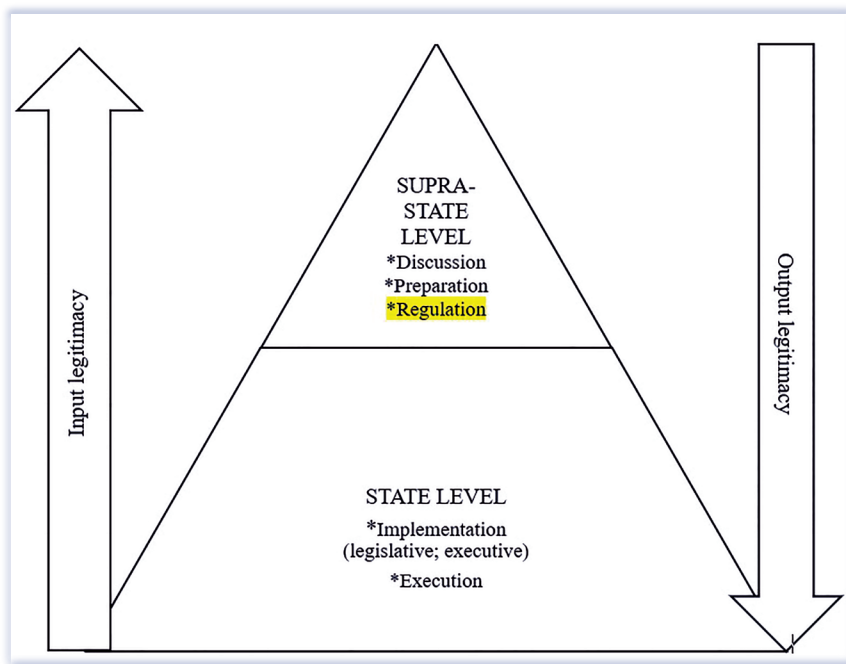 SUPRA-
STATE
LEVEL
*Discussion
*Preparation
*Regulation
Input legitimacy
Output legitimacy
STATE LEVEL
*Implementation
(legislative; executive)
*Execution